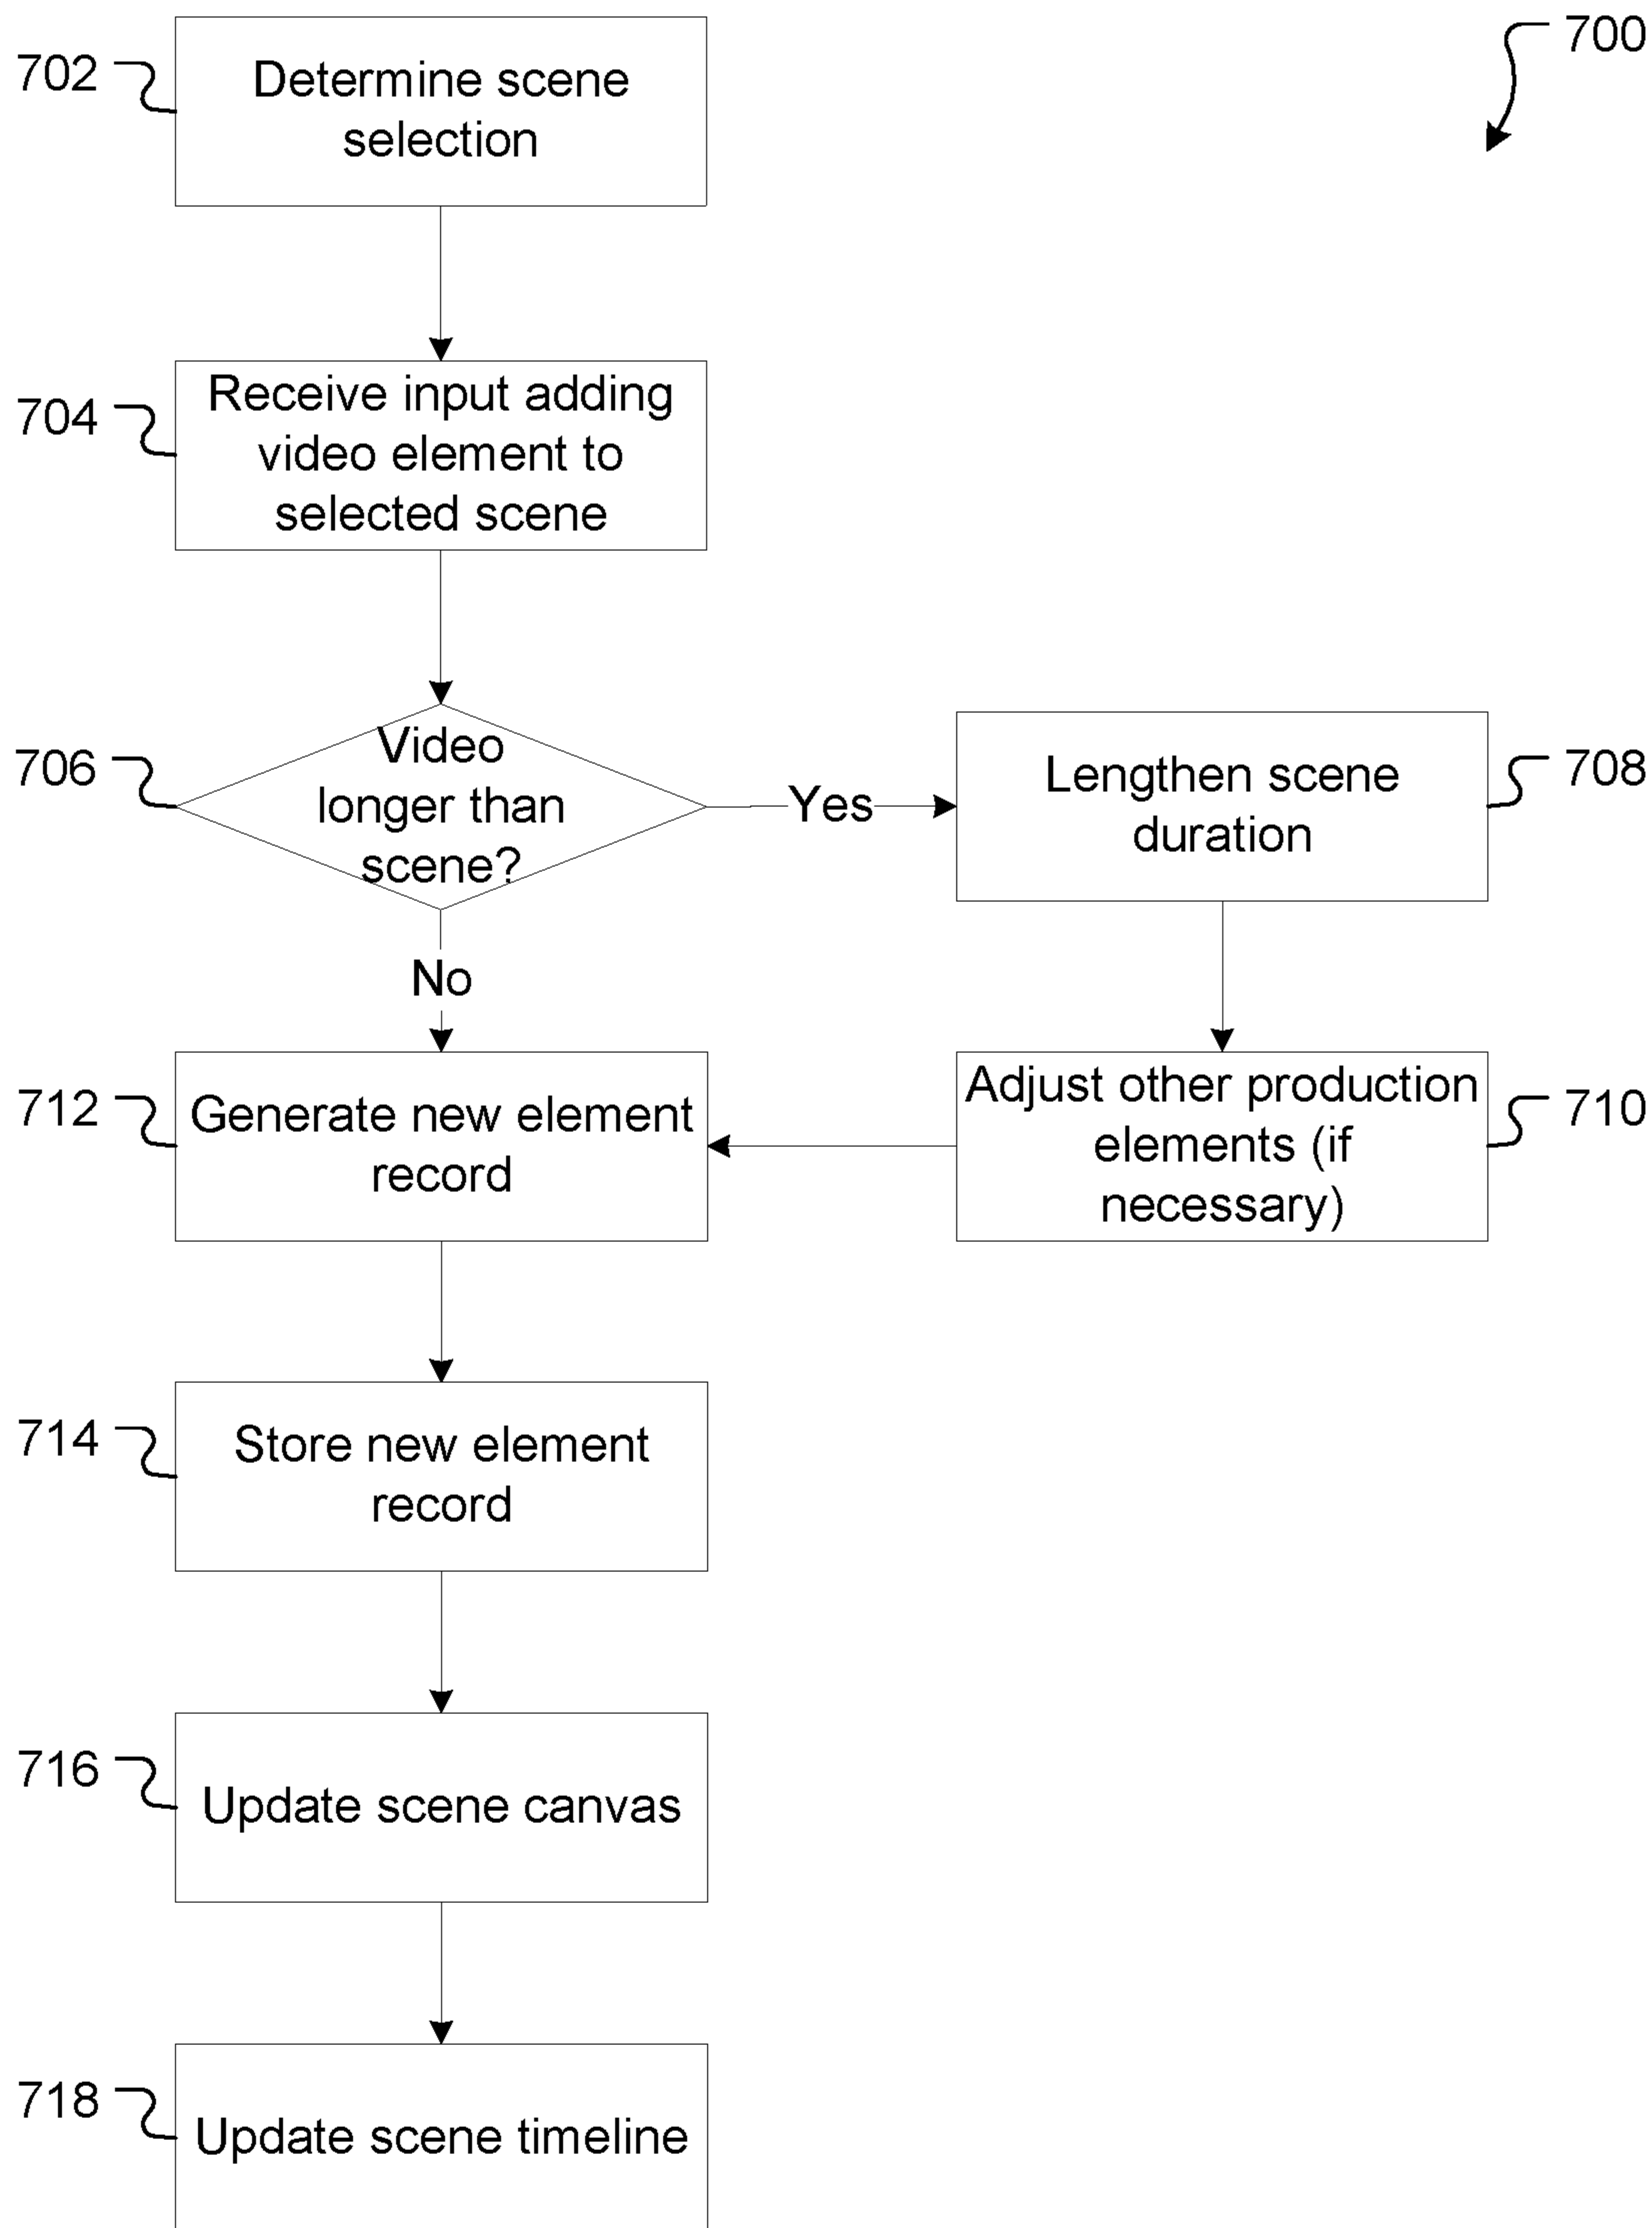 700
702
Determine scene
selection
704
Receive input adding
video element to
selected scene
706
Video
longer than
scene?
Yes
708
Lengthen scene
duration
No
712
Generate new element
record
710
Adjust other production
elements (if
necessary)
714
Store new element
record
716
Update scene canvas
718
Update scene timeline